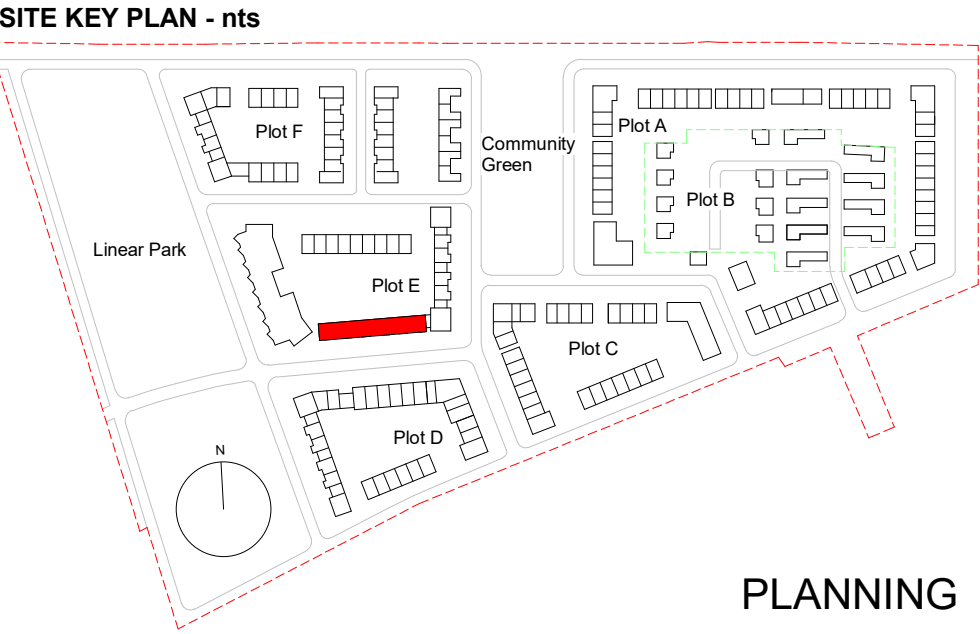 SITE KEY PLAN - nts
Plot F
Community
Green
Plot A
Plot B
Linear Park
Plot E
Plot C
Plot D
N
PLANNING